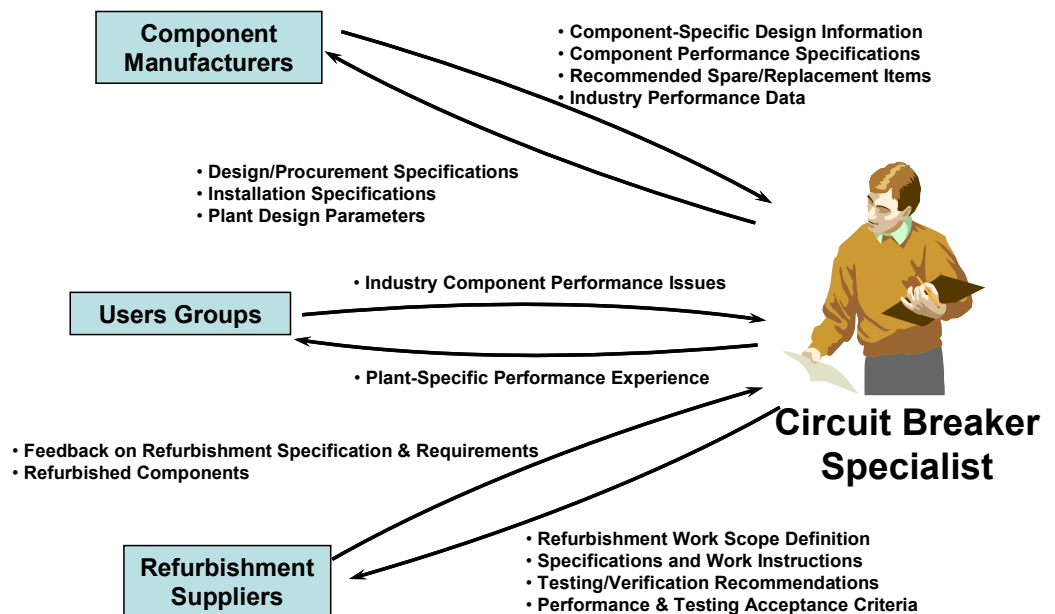 Component
Manufacturers
• Component-Specific Design Information
• Component Performance Specifications
• Recommended Spare/Replacement Items
• Industry Performance Data
• Design/Procurement Specifications
• Installation Specifications
• Plant Design Parameters
Users Groups
• Industry Component Performance Issues
• Plant-Specific Performance Experience
Circuit Breaker
Specialist
• Feedback on Refurbishment Specification & Requirements
• Refurbished Components
Refurbishment
Suppliers
• Refurbishment Work Scope Definition
• Specifications and Work Instructions
• Testing/Verification Recommendations
• Performance & Testing Acceptance Criteria